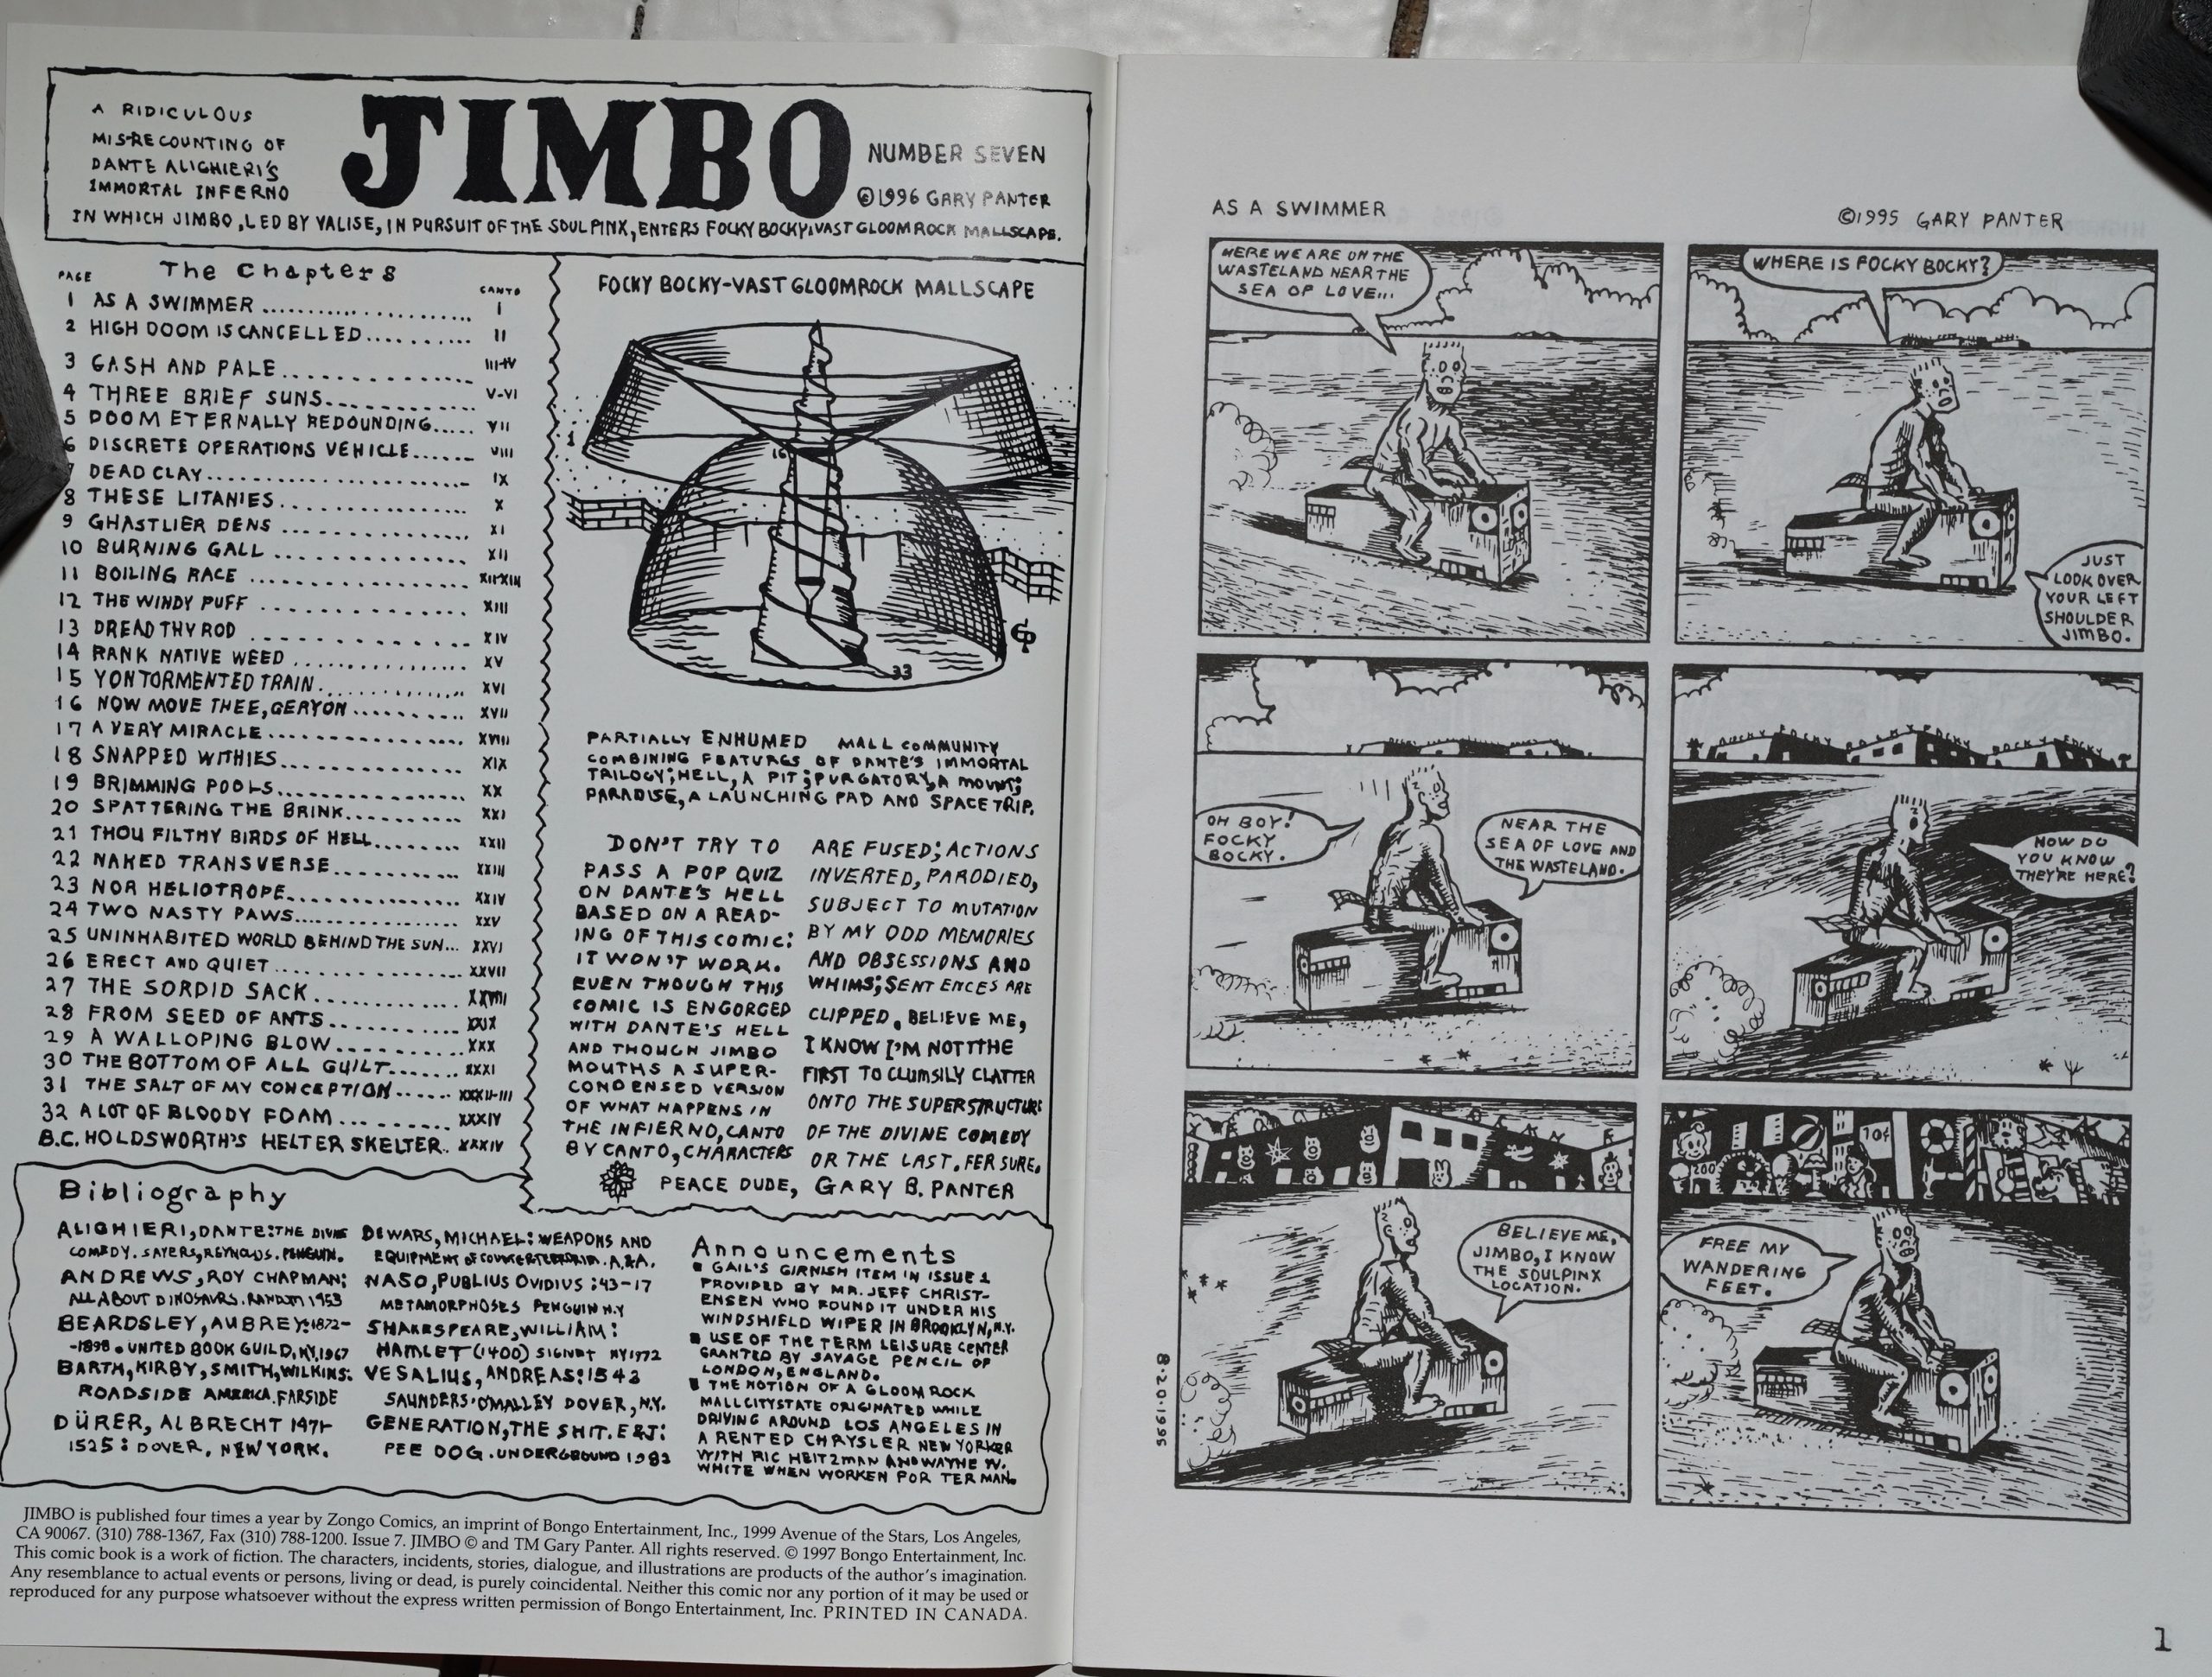 A RIDICULOUS
MIS-RECOUNTING OF
DANTE ALIGHIERI'S
IMMORTAL INFERNO
JIMBO
NUMBER SEVEN
©1996 GARY PANTER
IN WHICH JIMBO, LED BY VALISE, IN PURSUIT OF THE SOULPINX, ENTERS FOCKY BOCKY: VAST GLOOMROCK MALLSCAPE.
The Chapters
PAGE
CANTO
1 AS A SWIMMER .......................... I
2 HIGH DOOM IS CANCELLED .......... II
3 GASH AND PALE .................. III-IV
4 THREE BRIEF SUNS ............... V-VI
5 DOOM ETERNALLY REDOUNDING ..... VII
6 DISCRETE OPERATIONS VEHICLE ...... VIII
7 DEAD CLAY .......................... IX
8 THESE LITANIES .................. X
9 GHASTLIER DENS .................. XI
10 BURNING GALL .................. XII
11 BOILING RACE .................. XII-XIII
12 THE WINDY PUFF .................. XIII
13 DREAD THY ROD .................. XIV
14 RANK NATIVE WEED ............... XV
15 YON TORMENTED TRAIN ............... XVI
16 NOW MOVE THEE, GERYON .......... XVII
17 A VERY MIRACLE .................. XVIII
18 SNAPPED WITHIES .................. XIX
19 BRIMMING POOLS .................. XX
20 SPATTERING THE BRINK ............ XXI
21 THOU FILTHY BIRDS OF HELL ........ XXII
22 NAKED TRANSVERSE ............... XXIII
23 NOR HELIOTROPE .................. XXIV
24 TWO NASTY PAWS .................. XXV
25 UNINHABITED WORLD BEHIND THE SUN... XXVI
26 ERECT AND QUIET .................. XXVII
27 THE SORDID SACK .................. XXVIII
28 FROM SEED OF ANTS ............... XXIX
29 A WALLOPING BLOW ............... XXX
30 THE BOTTOM OF ALL GUILT ....... XXXI
31 THE SALT OF MY CONCEPTION ...... XXXII-III
32 A LOT OF BLOODY FOAM ............ XXXIV
B.C. HOLDSWORTH'S HELTER SKELTER.. XXXIV
FOCKY BOCKY-VAST GLOOMROCK MALLSCAPE
1
16
33
GP
PARTIALLY ENHUMED MALL COMMUNITY
COMBINING FEATURES OF DANTE'S IMMORTAL
TRILOGY; HELL, A PIT; PURGATORY, A MOUNT;
PARADISE, A LAUNCHING PAD AND SPACE TRIP.
DON'T TRY TO
PASS A POP QUIZ
ON DANTE'S HELL
BASED ON A READ-
ING OF THIS COMIC:
IT WON'T WORK.
EVEN THOUGH THIS
COMIC IS ENGORGED
WITH DANTE'S HELL
AND THOUGH JIMBO
MOUTHS A SUPER-
CONDENSED VERSION
OF WHAT HAPPENS IN
THE INFIERNO, CANTO
BY CANTO, CHARACTERS
ARE FUSED; ACTIONS
INVERTED, PARODIED,
SUBJECT TO MUTATION
BY MY ODD MEMORIES
AND OBSESSIONS AND
WHIMS; SENTENCES ARE
CLIPPED. BELIEVE ME,
I KNOW I'M NOT THE
FIRST TO CLUMSILY CLATTER
ONTO THE SUPERSTRUCTURE
OF THE DIVINE COMEDY
OR THE LAST. FER SURE.
PEACE DUDE, GARY B. PANTER
Bibliography
ALIGHIERI, DANTE: THE DIVINE
COMEDY. SAYERS, REYNOLDS. PENGUIN.
ANDREWS, ROY CHAPMAN:
ALL ABOUT DINOSAURS. RANDOM 1953
BEARDSLEY, AUBREY: 1872-
-1898. UNITED BOOK GUILD, NY, 1967
BARTH, KIRBY, SMITH, WILKINS:
ROADSIDE AMERICA. FARSIDE
DÜRER, ALBRECHT 1471-
1525: DOVER, NEW YORK.
DEWARS, MICHAEL: WEAPONS AND
EQUIPMENT OF COUNTERTERRORISM. A.&A.
NASO, PUBLIUS OVIDIUS: 43-17
METAMORPHOSES PENGUIN N.Y
SHAKESPEARE, WILLIAM:
HAMLET (1400) SIGNET NY 1972
VESALIUS, ANDREAS: 1543
SAUNDERS·O'MALLEY DOVER, N.Y.
GENERATION, THE SHIT. E&J:
PEE DOG. UNDERGROUND 1983
Announcements
■ GAIL'S GIRNISH ITEM IN ISSUE 1
PROVIDED BY MR. JEFF CHRIST-
ENSEN WHO FOUND IT UNDER HIS
WINDSHIELD WIPER IN BROOKLYN, N.Y.
■ USE OF THE TERM LEISURE CENTER
GRANTED BY SAVAGE PENCIL OF
LONDON, ENGLAND.
■ THE NOTION OF A GLOOMROCK
MALLCITYSTATE ORIGINATED WHILE
DRIVING AROUND LOS ANGELES IN
A RENTED CHRYSLER NEW YORKER
WITH RIC HEITZMAN AND WAYNE W.
WHITE WHEN WORKEN FOR TERMAN.
JIMBO is published four times a year by Zongo Comics, an imprint of Bongo Entertainment, Inc., 1999 Avenue of the Stars, Los Angeles,
CA 90067. (310) 788-1367, Fax (310) 788-1200. Issue 7. JIMBO © and TM Gary Panter. All rights reserved. © 1997 Bongo Entertainment, Inc.
This comic book is a work of fiction. The characters, incidents, stories, dialogue, and illustrations are products of the author's imagination.
Any resemblance to actual events or persons, living or dead, is purely coincidental. Neither this comic nor any portion of it may be used or
reproduced for any purpose whatsoever without the express written permission of Bongo Entertainment, Inc. PRINTED IN CANADA.
AS A SWIMMER
©1995 GARY PANTER
HERE WE ARE ON THE
WASTELAND NEAR THE
SEA OF LOVE...
WHERE IS FOCKY BOCKY?
JUST
LOOK OVER
YOUR LEFT
SHOULDER
JIMBO.
OH BOY!
FOCKY
BOCKY.
NEAR THE
SEA OF LOVE AND
THE WASTELAND.
HOW DO
YOU KNOW
THEY'RE HERE?
BELIEVE ME,
JIMBO, I KNOW
THE SOULPINX
LOCATION.
10¢
200
FREE MY
WANDERING
FEET.
8·20·1995
1